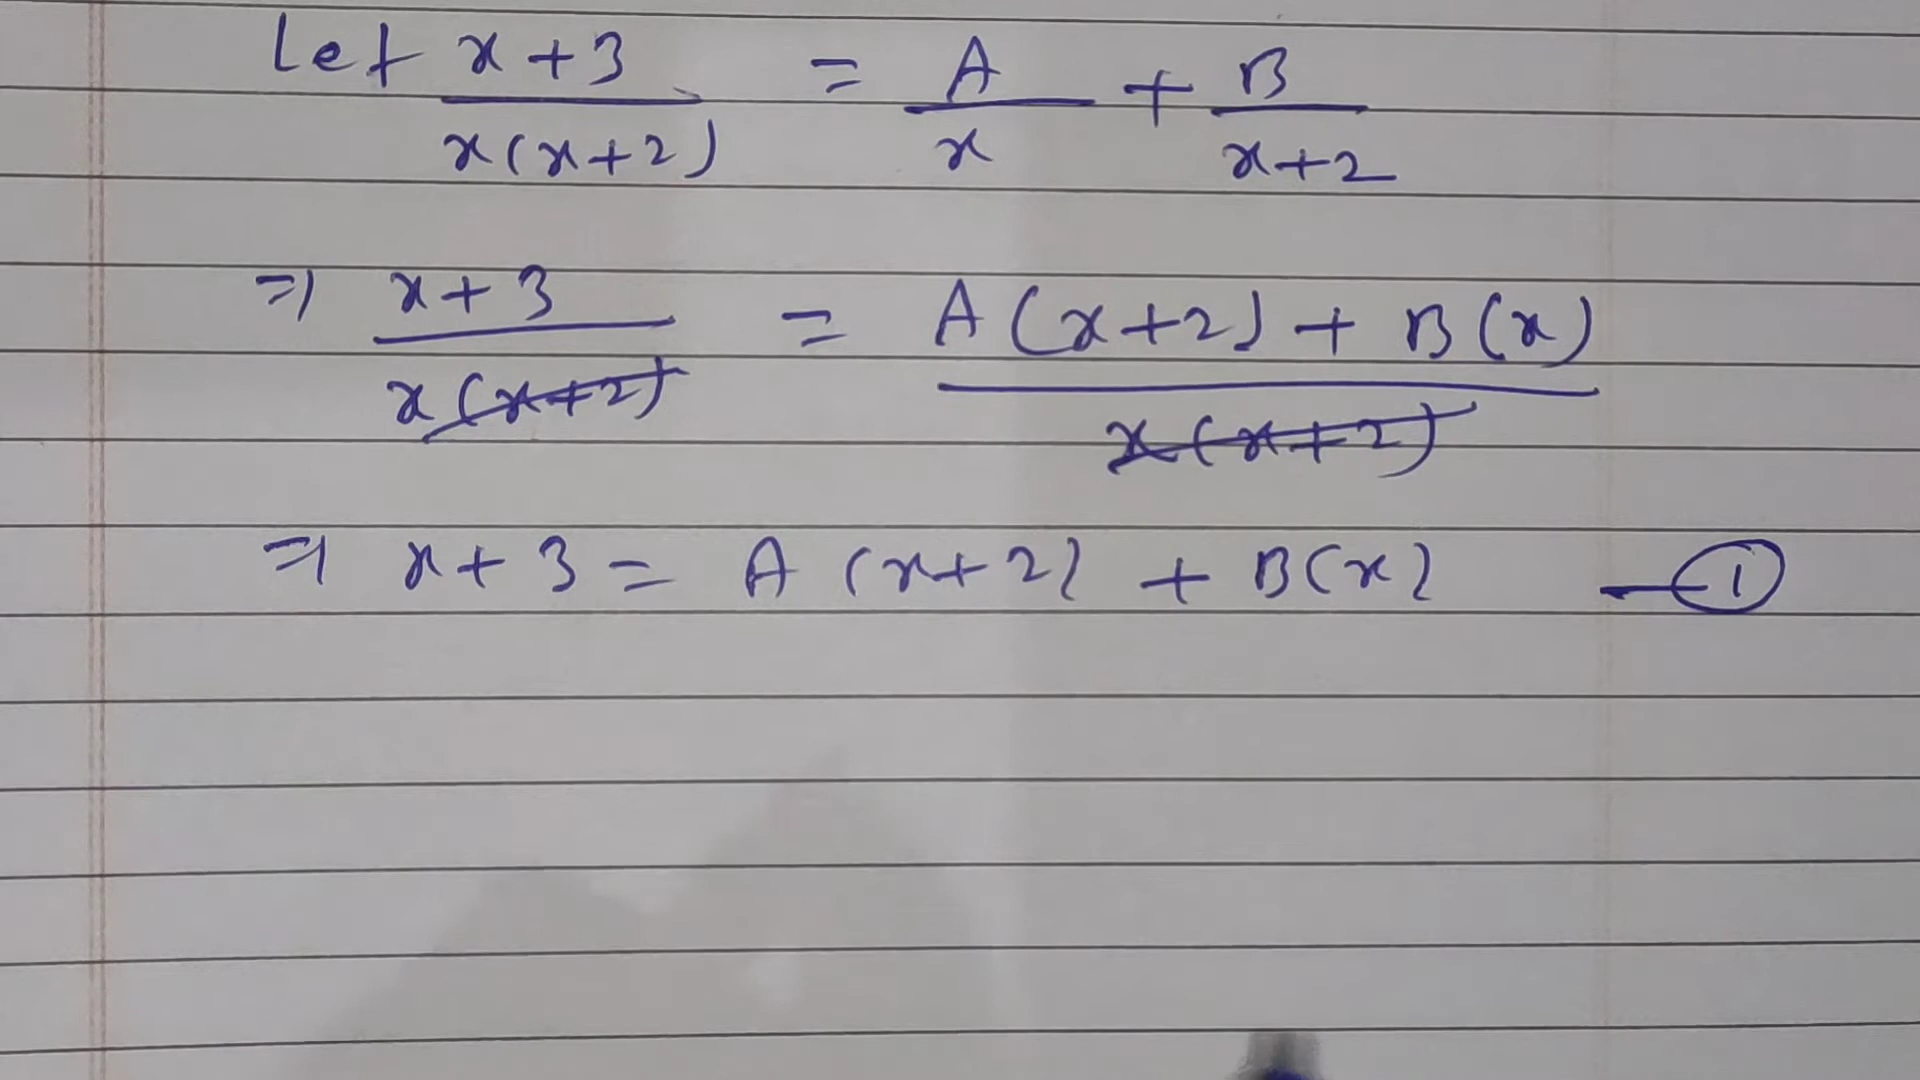 Let x+3 / x(x+2) = A / x + B / x+2
⇒ x+3 / x(x+2) = A(x+2) + B(x) / x(x+2)
⇒ x+3 = A(x+2) + B(x) —①